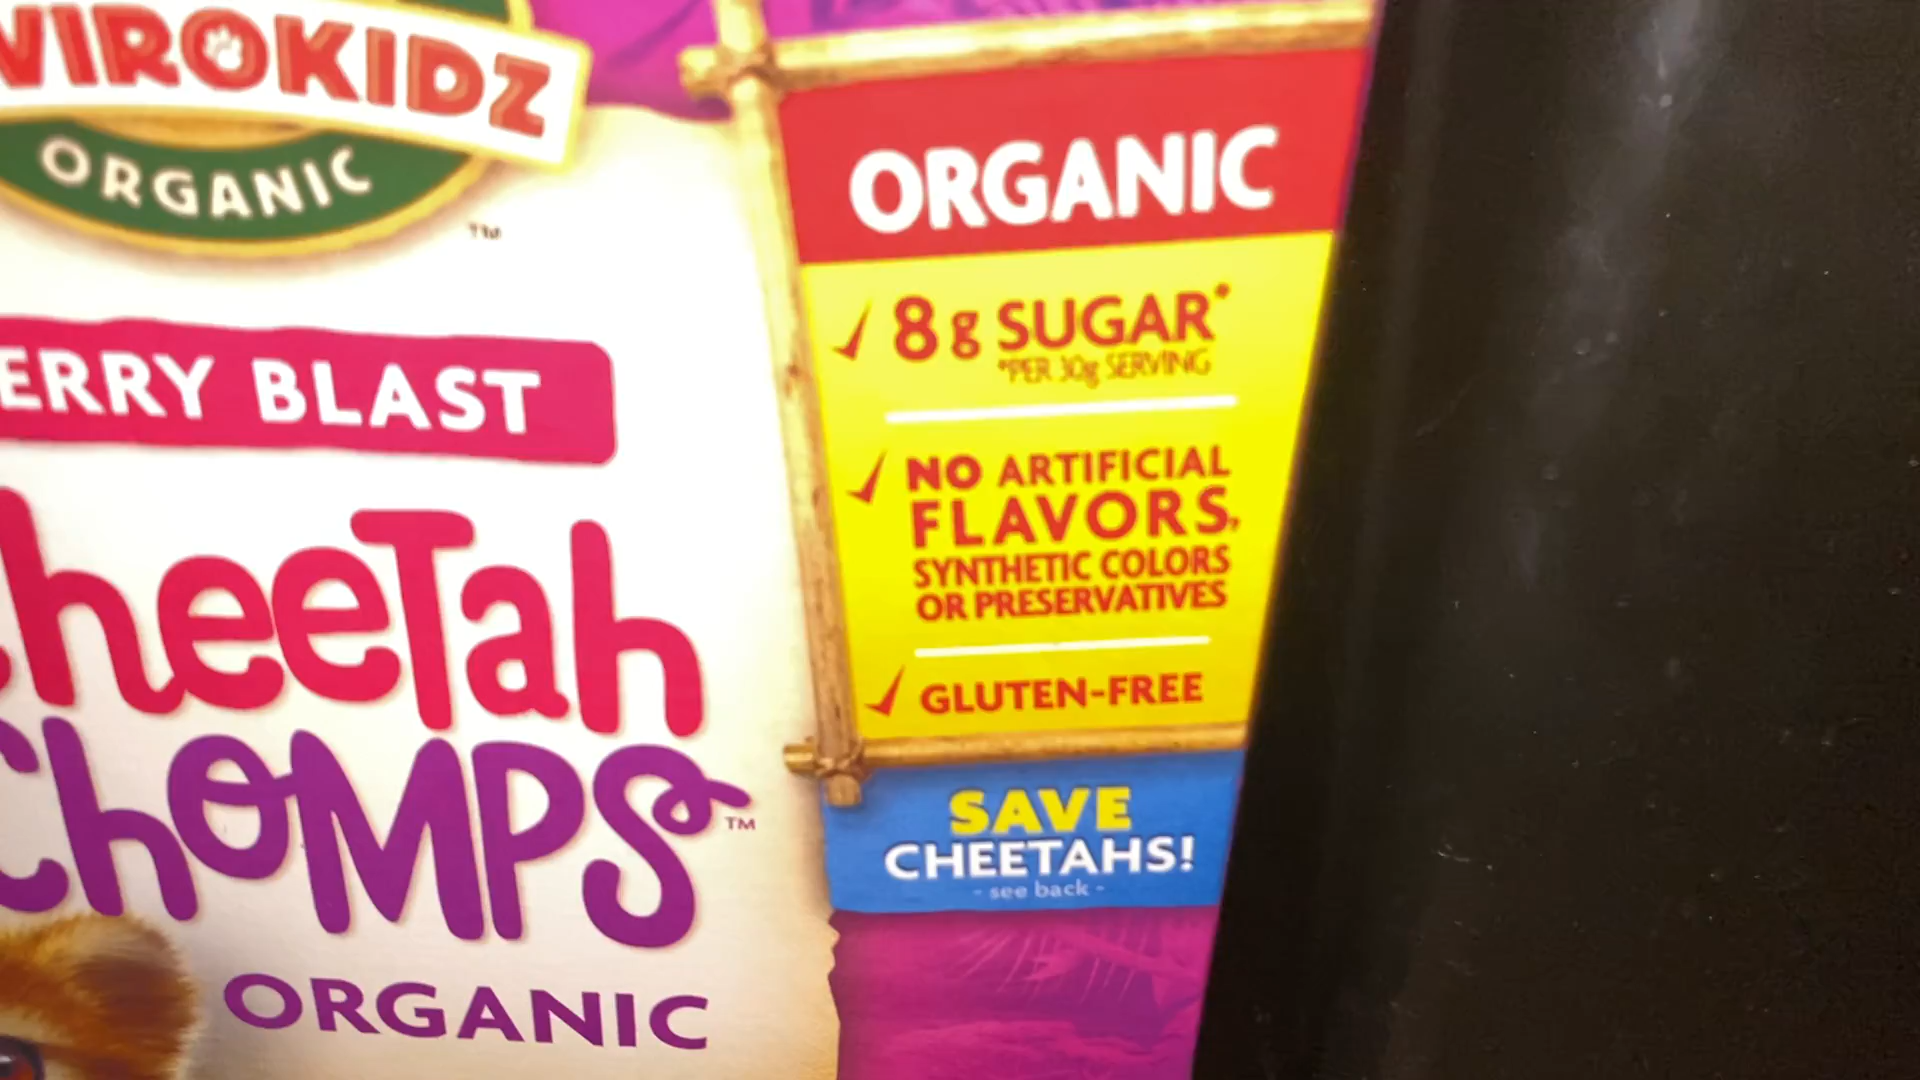 VIROKIDZ
ORGANIC
TM
ERRY BLAST
heeTah
ChoMPS
TM
ORGANIC
ORGANIC
8g SUGAR*
*PER 30g SERVING
NO ARTIFICIAL
FLAVORS,
SYNTHETIC COLORS
OR PRESERVATIVES
GLUTEN-FREE
SAVE
CHEETAHS!
- see back -